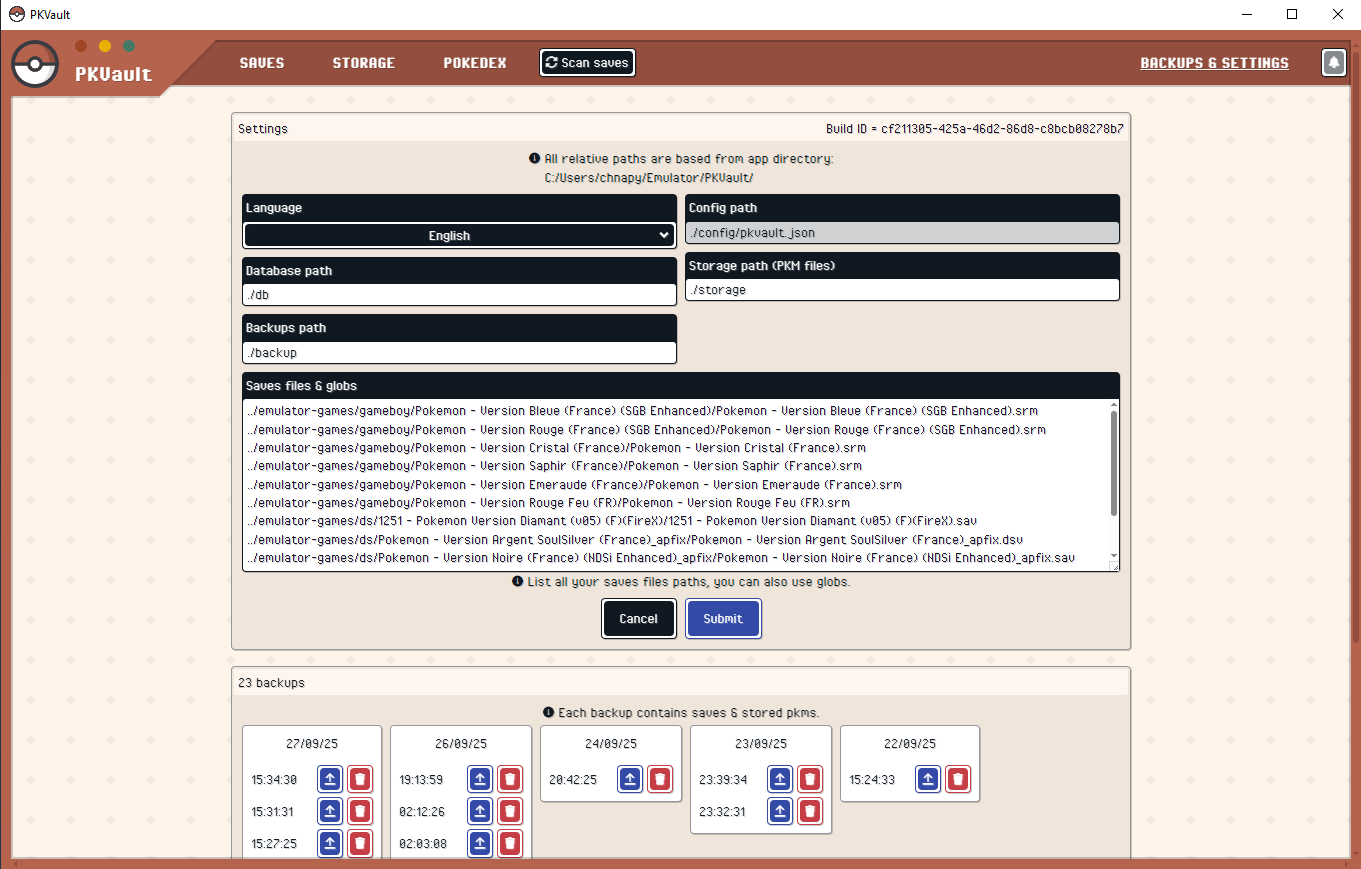 PKVault
PKVault
SAVES
STORAGE
POKEDEX
Scan saves
BACKUPS & SETTINGS
Settings
Build ID = cf211305-425a-46d2-86d8-c8bcb08278b7
All relative paths are based from app directory:
C:/Users/chnapy/Emulator/PKVault/
Language
English
Config path
./config/pkvault.json
Database path
./db
Storage path (PKM files)
./storage
Backups path
./backup
Saves files & globs
../emulator-games/gameboy/Pokemon - Version Bleue (France) (SGB Enhanced)/Pokemon - Version Bleue (France) (SGB Enhanced).srm
../emulator-games/gameboy/Pokemon - Version Rouge (France) (SGB Enhanced)/Pokemon - Version Rouge (France) (SGB Enhanced).srm
../emulator-games/gameboy/Pokemon - Version Cristal (France)/Pokemon - Version Cristal (France).srm
../emulator-games/gameboy/Pokemon - Version Saphir (France)/Pokemon - Version Saphir (France).srm
../emulator-games/gameboy/Pokemon - Version Emeraude (France)/Pokemon - Version Emeraude (France).srm
../emulator-games/gameboy/Pokemon - Version Rouge Feu (FR)/Pokemon - Version Rouge Feu (FR).srm
../emulator-games/ds/1251 - Pokemon Version Diamant (v05) (F)(FireX)/1251 - Pokemon Version Diamant (v05) (F)(FireX).sav
../emulator-games/ds/Pokemon - Version Argent SoulSilver (France)_apfix/Pokemon - Version Argent SoulSilver (France)_apfix.dsv
../emulator-games/ds/Pokemon - Version Noire (France) (NDSi Enhanced)_apfix/Pokemon - Version Noire (France) (NDSi Enhanced)_apfix.sav
List all your saves files paths, you can also use globs.
Cancel
Submit
23 backups
Each backup contains saves & stored pkms.
27/09/25
15:34:30
15:31:31
15:27:25
26/09/25
19:13:59
02:12:26
02:03:08
24/09/25
20:42:25
23/09/25
23:39:34
23:32:31
22/09/25
15:24:33